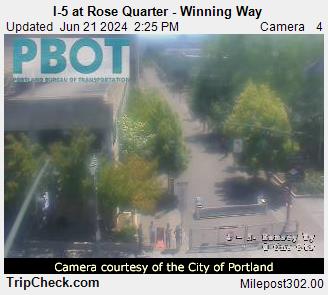 I-5 at Rose Quarter - Winning Way
Updated Jun 21 2024 2:25 PM Camera 4
PBOT
PORTLAND BUREAU OF TRANSPORTATION
Camera courtesy of the City of Portland
TripCheck.com Milepost302.00